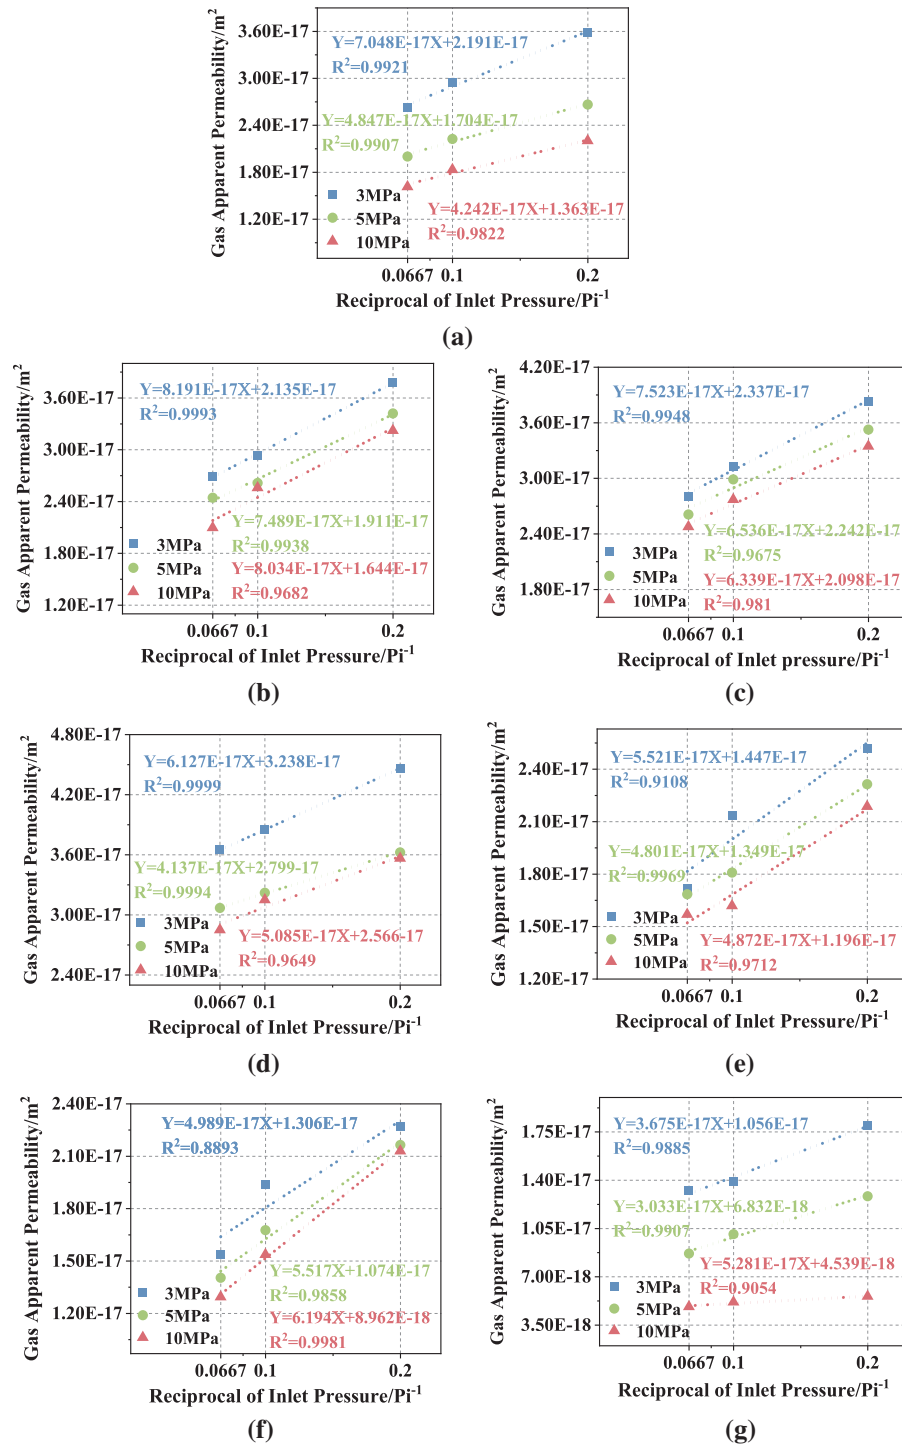 Gas Apparent Permeability/m²
3.60E-17
3.00E-17
2.40E-17
1.80E-17
1.20E-17
Y=7.048E-17X+2.191E-17
R²=0.9921
Y=4.847E-17X+1.704E-17
R²=0.9907
Y=4.242E-17X+1.363E-17
R²=0.9822
3MPa
5MPa
10MPa
0.0667 0.1 0.2
Reciprocal of Inlet Pressure/Pi⁻¹
(a)
Gas Apparent Permeability/m²
3.60E-17
3.00E-17
2.40E-17
1.80E-17
1.20E-17
Y=8.191E-17X+2.135E-17
R²=0.9993
Y=7.489E-17X+1.911E-17
R²=0.9938
Y=8.034E-17X+1.644E-17
R²=0.9682
3MPa
5MPa
10MPa
0.0667 0.1 0.2
Reciprocal of Inlet Pressure/Pi⁻¹
(b)
Gas Apparent Permeability/m²
4.20E-17
3.60E-17
3.00E-17
2.40E-17
1.80E-17
Y=7.523E-17X+2.337E-17
R²=0.9948
Y=6.536E-17X+2.242E-17
R²=0.9675
Y=6.339E-17X+2.098E-17
R²=0.981
3MPa
5MPa
10MPa
0.0667 0.1 0.2
Reciprocal of Inlet pressure/Pi⁻¹
(c)
Gas Apparent Permeability/m²
4.80E-17
4.20E-17
3.60E-17
3.00E-17
2.40E-17
Y=6.127E-17X+3.238E-17
R²=0.9999
Y=4.137E-17X+2.799-17
R²=0.9994
Y=5.085E-17X+2.566-17
R²=0.9649
3MPa
5MPa
10MPa
0.0667 0.1 0.2
Reciprocal of Inlet Pressure/Pi⁻¹
(d)
Gas Apparent Permeability/m²
2.40E-17
2.10E-17
1.80E-17
1.50E-17
1.20E-17
Y=5.521E-17X+1.447E-17
R²=0.9108
Y=4.801E-17X+1.349E-17
R²=0.9969
Y=4.872E-17X+1.196E-17
R²=0.9712
3MPa
5MPa
10MPa
0.0667 0.1 0.2
Reciprocal of Inlet Pressure/Pi⁻¹
(e)
Gas Apparent Permeability/m²
2.40E-17
2.10E-17
1.80E-17
1.50E-17
1.20E-17
Y=4.989E-17X+1.306E-17
R²=0.8893
Y=5.517X+1.074E-17
R²=0.9858
Y=6.194X+8.962E-18
R²=0.9981
3MPa
5MPa
10MPa
0.0667 0.1 0.2
Reciprocal of Inlet Pressure/Pi⁻¹
(f)
Gas Apparent Permeability/m²
1.75E-17
1.40E-17
1.05E-17
7.00E-18
3.50E-18
Y=3.675E-17X+1.056E-17
R²=0.9885
Y=3.033E-17X+6.832E-18
R²=0.9907
Y=5.281E-17X+4.539E-18
R²=0.9054
3MPa
5MPa
10MPa
0.0667 0.1 0.2
Reciprocal of Inlet Pressure/Pi⁻¹
(g)